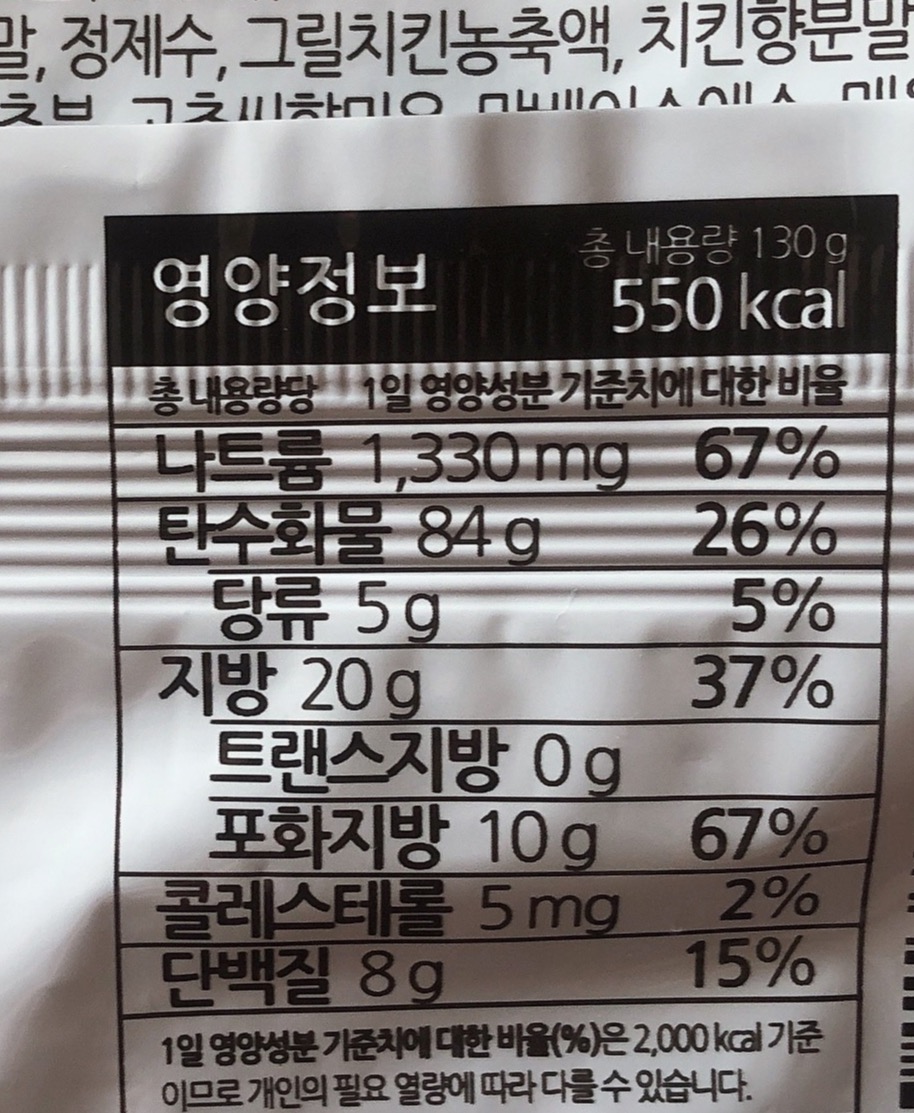 말, 정제수, 그릴치킨농축액, 치킨향분말
영양정보
총 내용량 130 g
550 kcal
총 내용량당 1일 영양성분 기준치에 대한 비율
나트륨 1,330 mg 67%
탄수화물 84 g 26%
당류 5 g 5%
지방 20 g 37%
트랜스지방 0 g
포화지방 10 g 67%
콜레스테롤 5 mg 2%
단백질 8 g 15%
1일 영양성분 기준치에 대한 비율(%)은 2,000 kcal 기준
이므로 개인의 필요 열량에 따라 다를 수 있습니다.